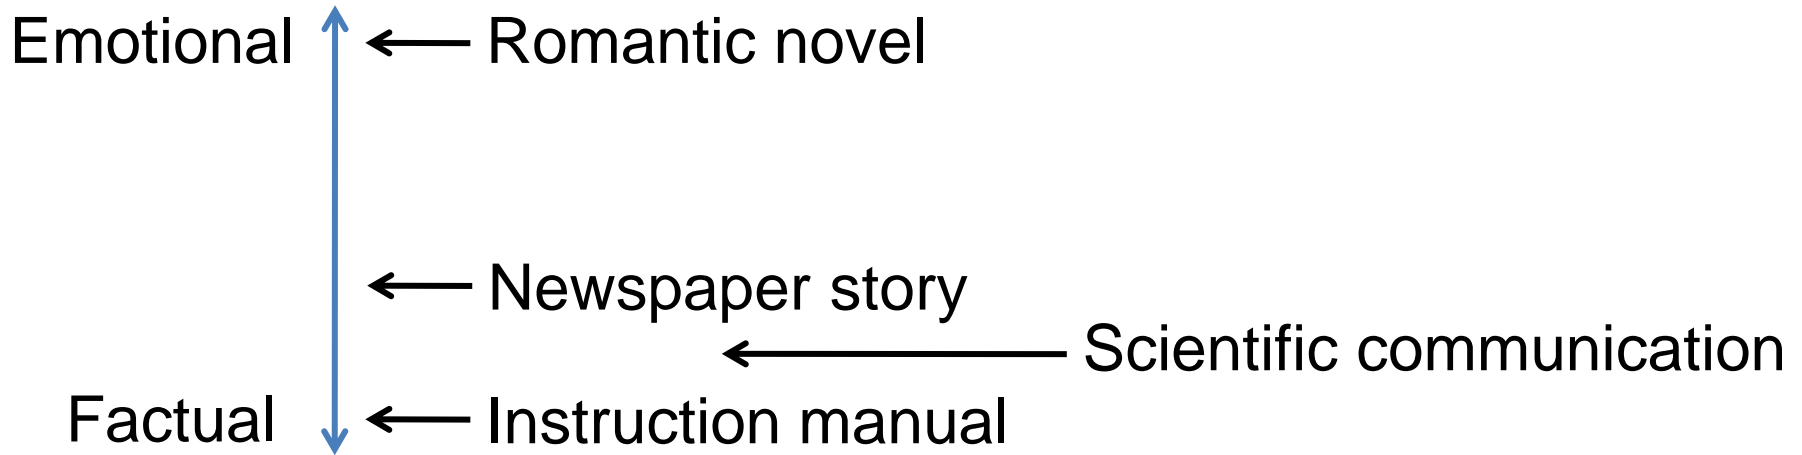 Emotional
Romantic novel
Newspaper story
Scientific communication
Factual
Instruction manual